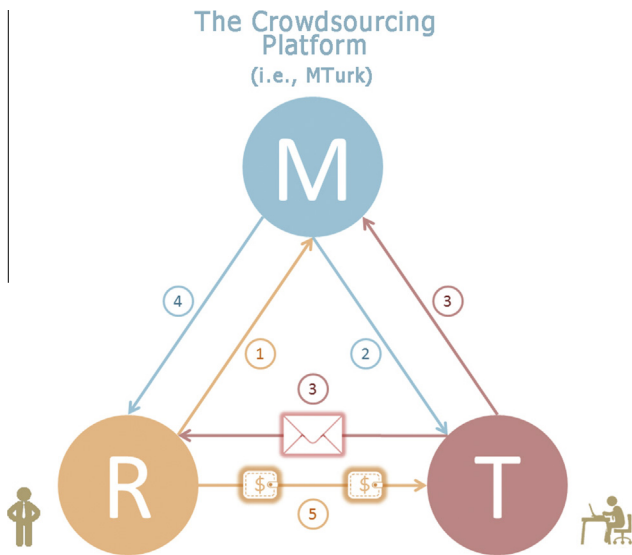 The Crowdsourcing
Platform
(i.e., MTurk)
M
4
3
1
2
3
R
$
$
T
5